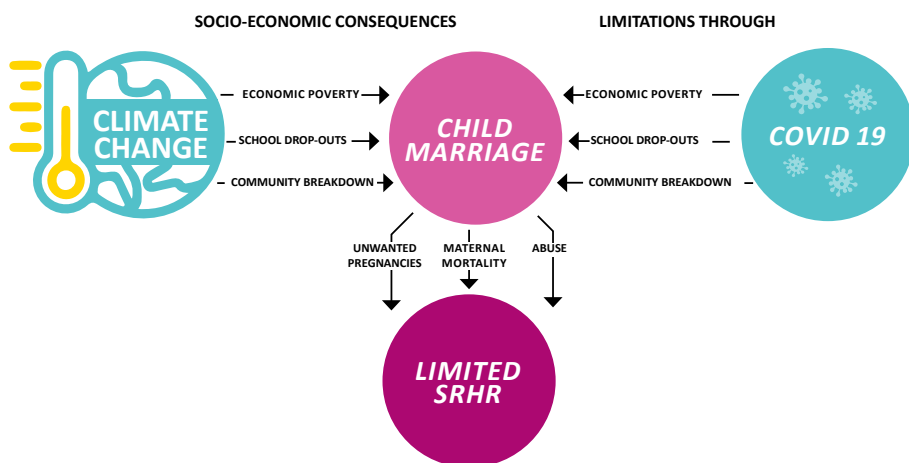 SOCIO-ECONOMIC CONSEQUENCES
LIMITATIONS THROUGH
CLIMATE
CHANGE
ECONOMIC POVERTY
SCHOOL DROP-OUTS
COMMUNITY BREAKDOWN
CHILD
MARRIAGE
ECONOMIC POVERTY
SCHOOL DROP-OUTS
COMMUNITY BREAKDOWN
COVID 19
UNWANTED
PREGNANCIES
MATERNAL
MORTALITY
ABUSE
LIMITED
SRHR